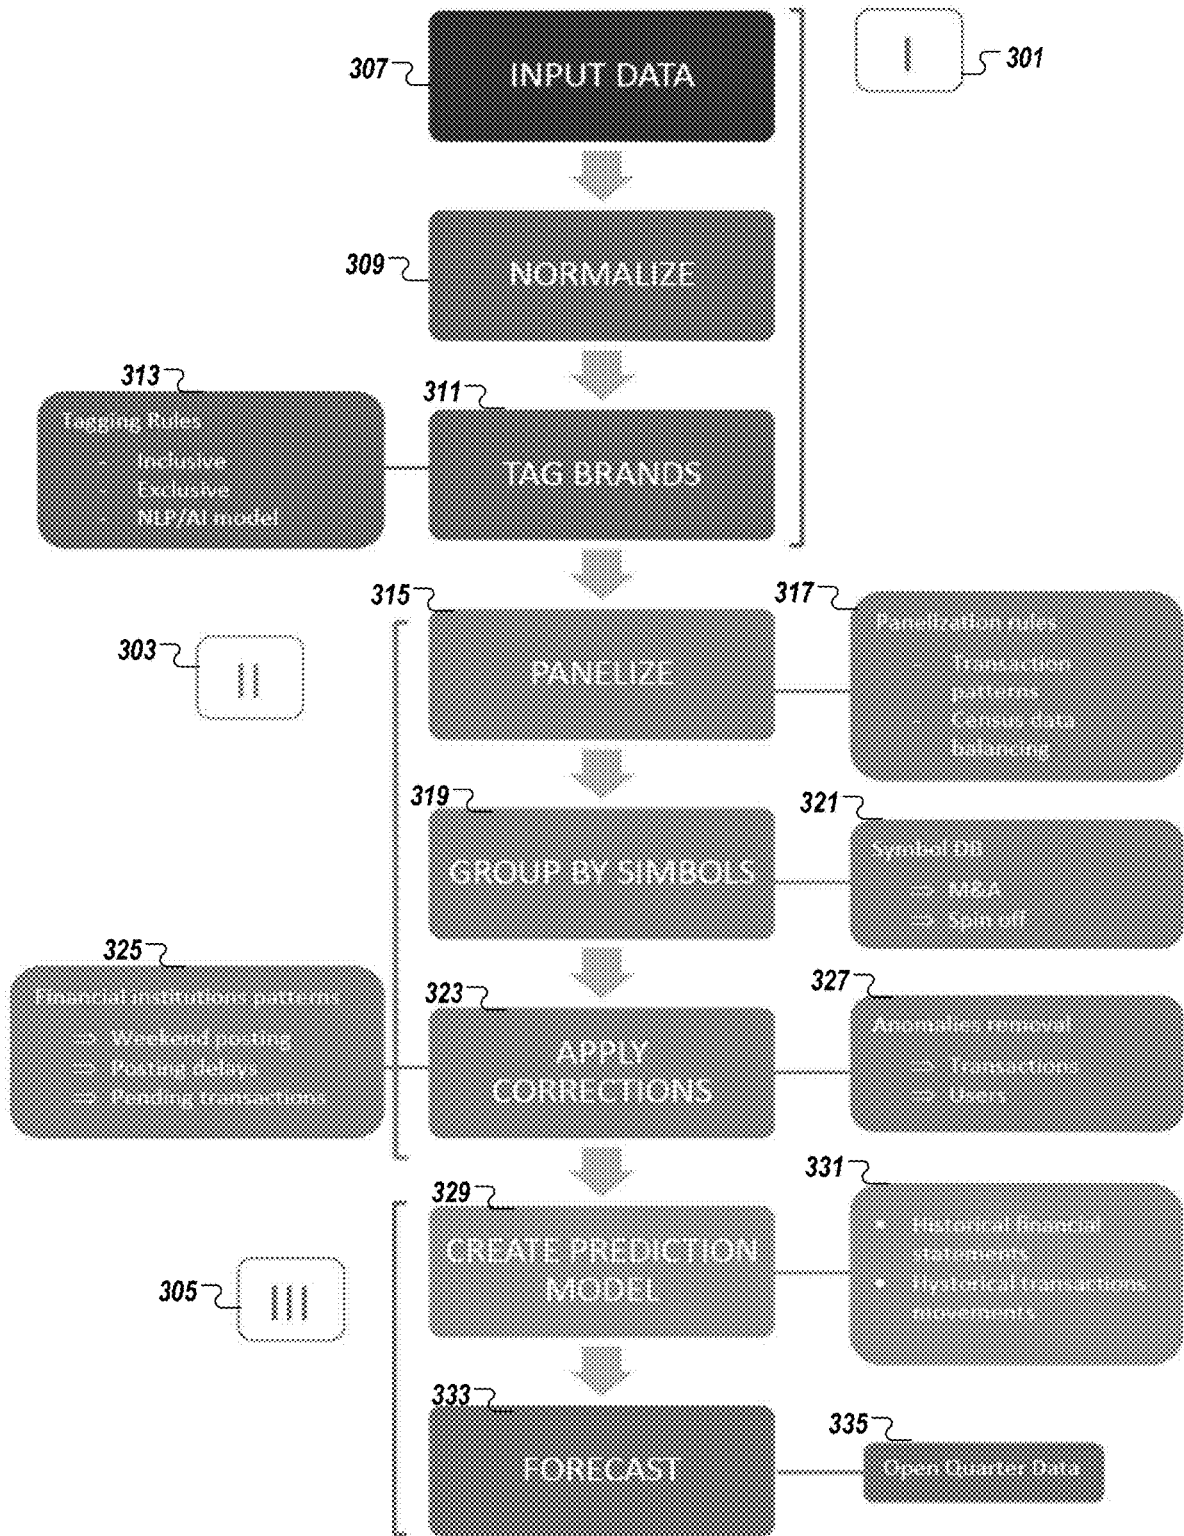 307
INPUT DATA
I
301
309
NORMALIZE
313
Tagging Rules
- Inclusive
- Exclusive
- NLP/AI model
311
TAG BRANDS
315
PANELIZE
317
Panelization rules
- Transaction
patterns
- Census data
balancing
303
II
319
GROUP BY SIMBOLS
321
Symbol DB
⇒ M&A
⇒ Spin off
325
Financial institutions patterns
⇒ Weekend posting
⇒ Posting delays
⇒ Pending transactions
323
APPLY
CORRECTIONS
327
Anomalies removal
⇒ Transactions
⇒ Users
329
CREATE PREDICTION
MODEL
331
• Historical financial
statements
• Historical transactions
305
III
333
FORECAST
335
Open Quarter Data